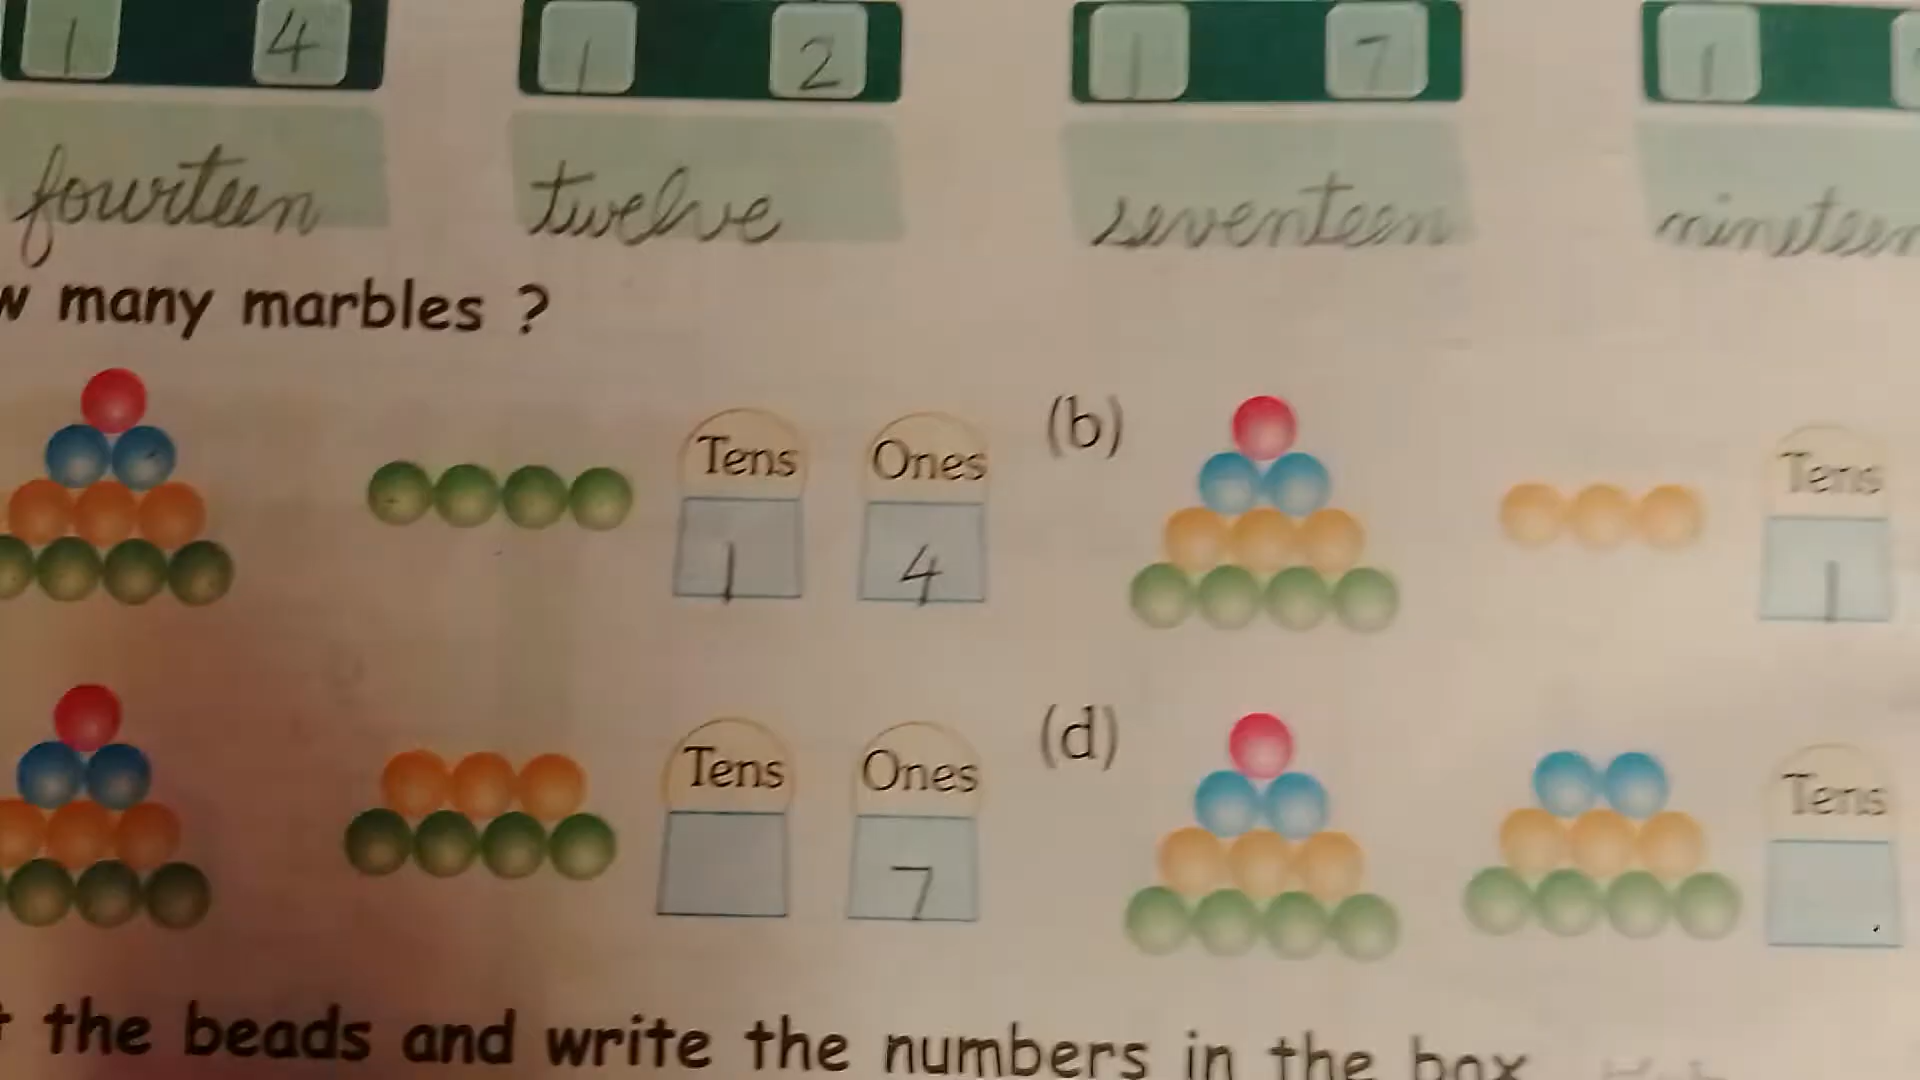 1 4 1 2 1 7 1
fourteen twelve seventeen nineteen
many marbles ?
Tens Ones (b) Tens
1 4 1
Tens Ones (d) Tens
7
the beads and write the numbers in the box